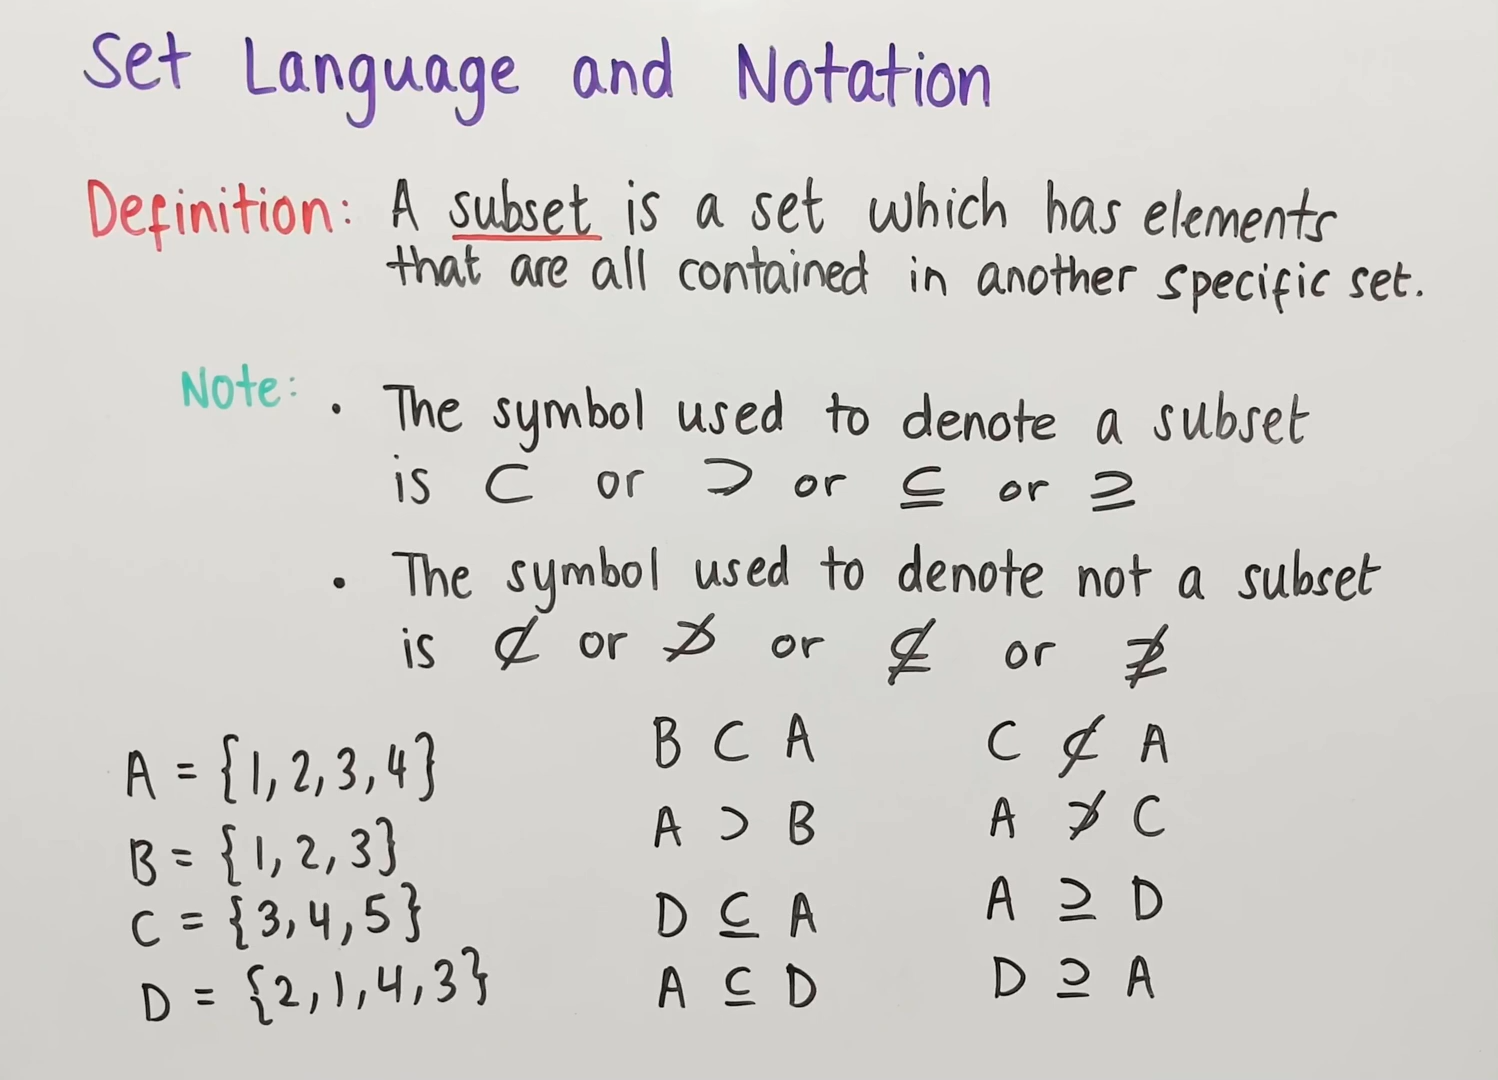 Set Language and Notation
Definition: A subset is a set which has elements
that are all contained in another specific set.
Note: • The symbol used to denote a subset
is ⊂ or ⊃ or ⊆ or ⊇
• The symbol used to denote not a subset
is ⊄ or ⊅ or ⊈ or ⊉
A = {1, 2, 3, 4}
B = {1, 2, 3}
C = {3, 4, 5}
D = {2, 1, 4, 3}
B ⊂ A
A ⊃ B
D ⊆ A
A ⊆ D
C ⊄ A
A ⊅ C
A ⊇ D
D ⊇ A